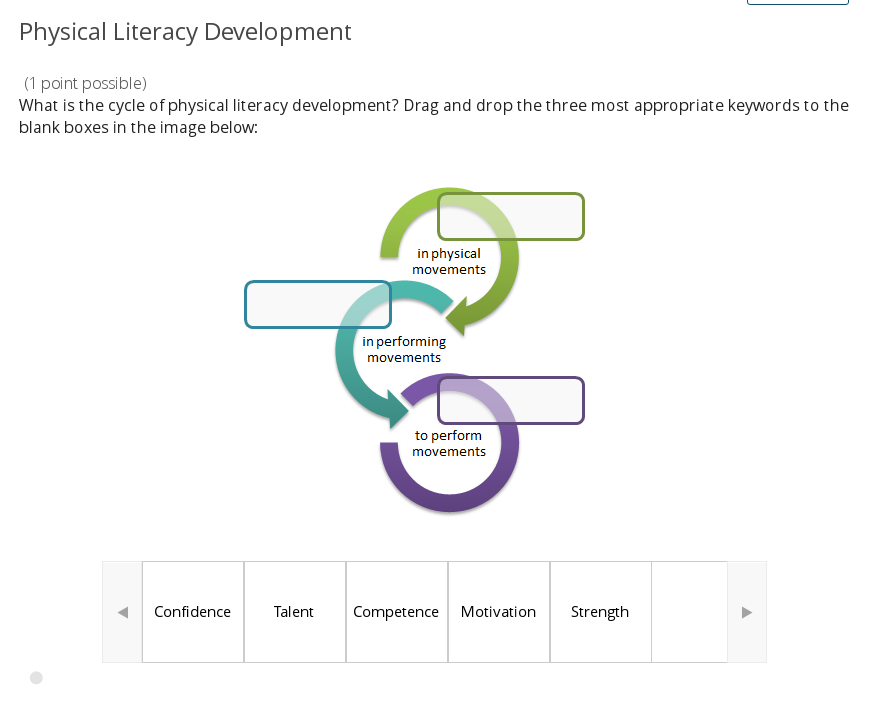 Physical Literacy Development
(1 point possible)
What is the cycle of physical literacy development? Drag and drop the three most appropriate keywords to the
blank boxes in the image below:
in physical
movements
in performing
movements
to perform
movements
Confidence
Talent
Competence
Motivation
Strength